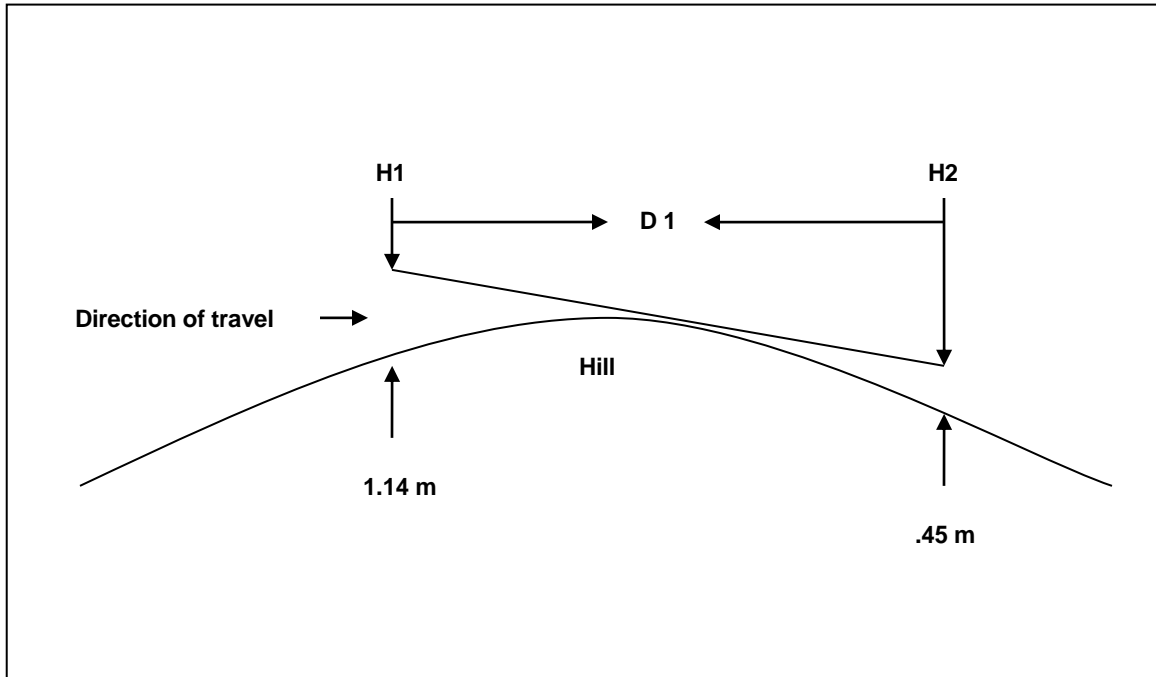 H1
H2
D 1
Direction of travel
Hill
1.14 m
.45 m